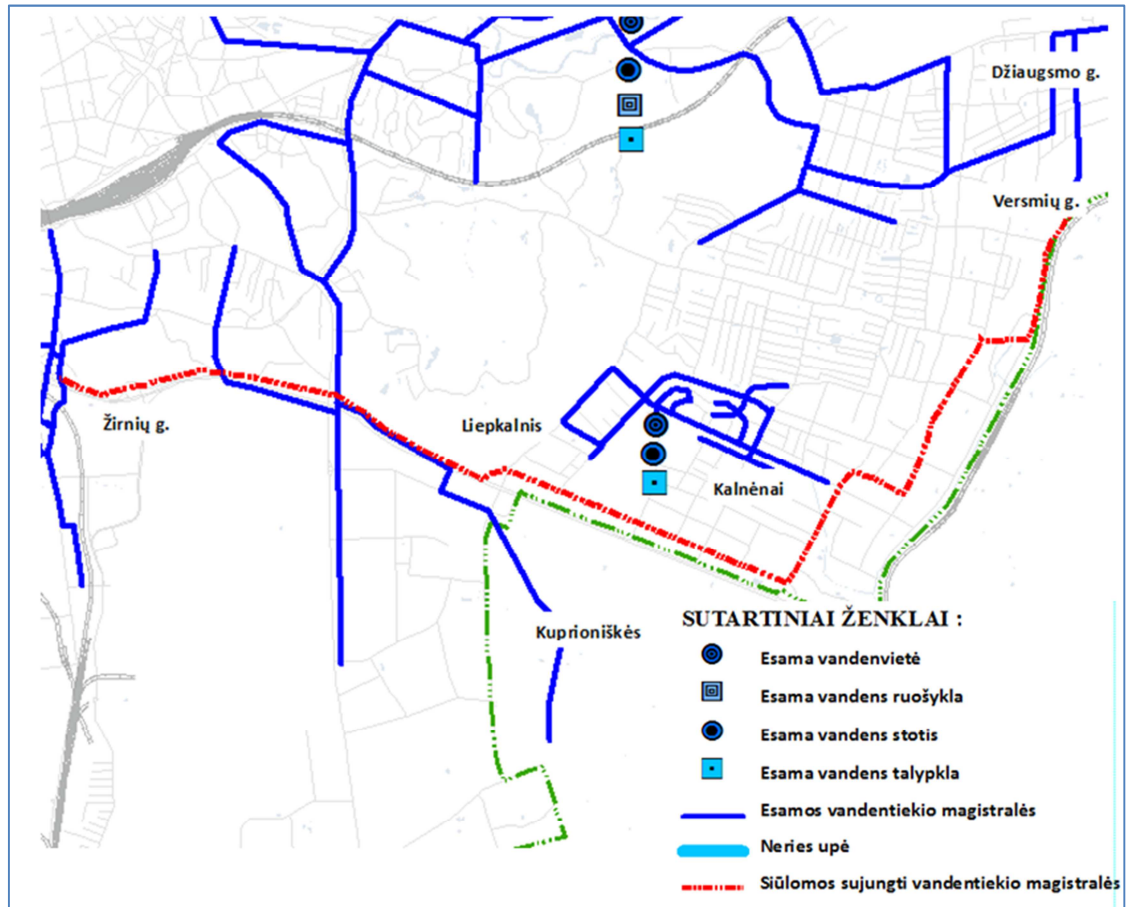 Džiaugsmo g.
Versmių g.
Žirnių g.
Liepkalnis
Kalnėnai
Kuprioniškės
SUTARTINIAI ŽENKLAI :
Esama vandenvietė
Esama vandens ruošykla
Esama vandens stotis
Esama vandens talypkla
Esamos vandentiekio magistralės
Neries upė
Siūlomos sujungti vandentiekio magistralės